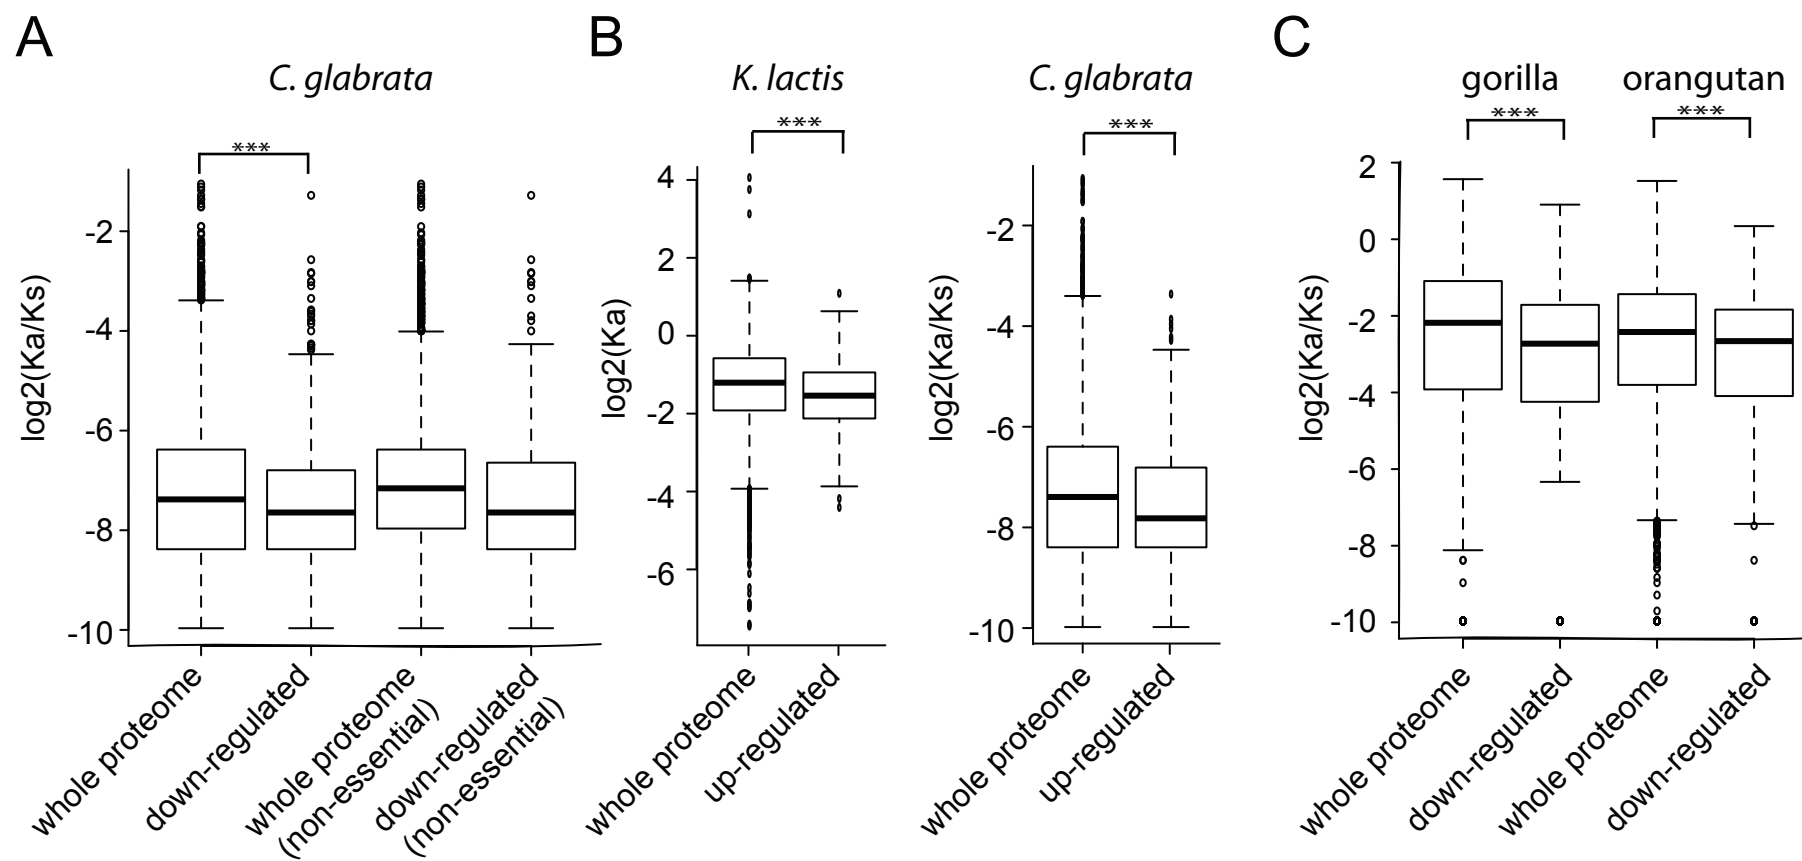 A
C. glabrata
***
log2(Ka/Ks)
-2
-4
-6
-8
-10
whole proteome
down-regulated
whole proteome
(non-essential)
down-regulated
(non-essential)
B
K. lactis
***
log2(Ka)
4
2
0
-2
-4
-6
whole proteome
up-regulated
C. glabrata
***
log2(Ka/Ks)
-2
-4
-6
-8
-10
whole proteome
up-regulated
C
gorilla
orangutan
***
***
log2(Ka/Ks)
2
0
-2
-4
-6
-8
-10
whole proteome
down-regulated
whole proteome
down-regulated